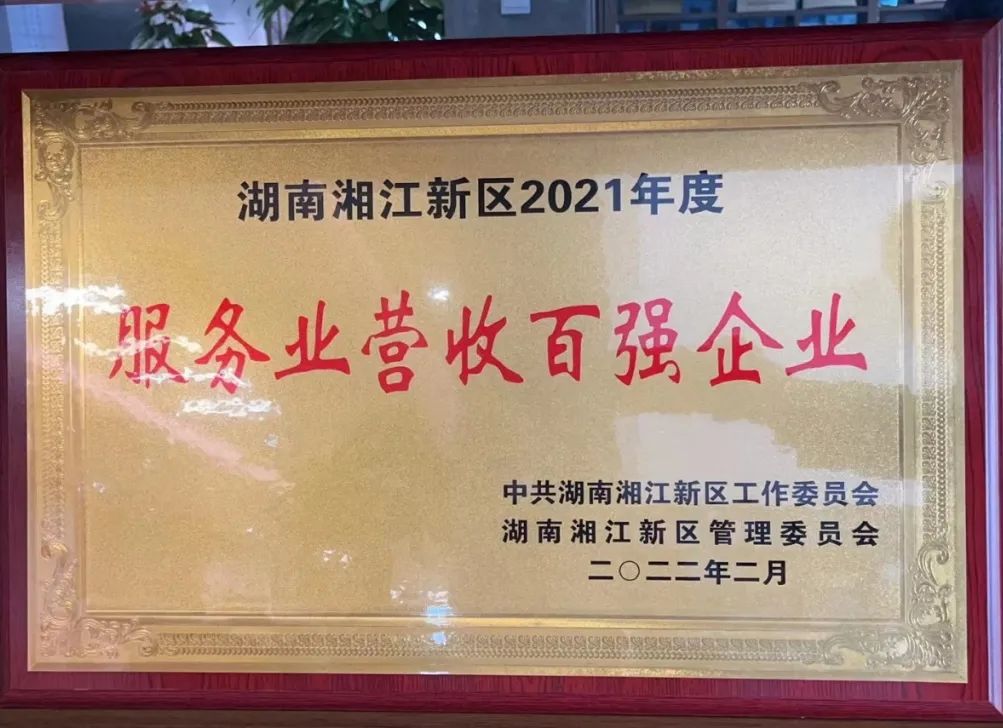 湖南湘江新区2021年度
服务业营收百强企业
中共湖南湘江新区工作委员会
湖南湘江新区管理委员会
二〇二二年二月